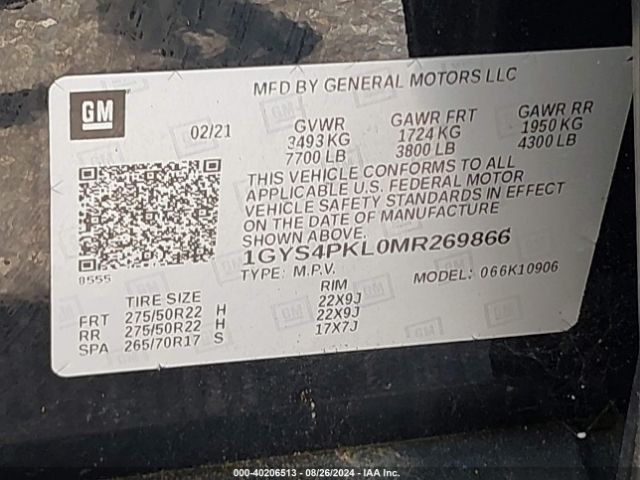 MFD BY GENERAL MOTORS LLC
GM
02/21
GVWR GAWR FRT GAWR RR
3493 KG 1724 KG 1950 KG
7700 LB 3800 LB 4300 LB
THIS VEHICLE CONFORMS TO ALL
APPLICABLE U.S. FEDERAL MOTOR
VEHICLE SAFETY STANDARDS IN EFFECT
ON THE DATE OF MANUFACTURE
SHOWN ABOVE.
1GYS4PKL0MR269866
0555
TYPE: M.P.V. MODEL: 066K10906
TIRE SIZE RIM
FRT 275/50R22 H 22X9J
RR 275/50R22 H 22X9J
SPA 265/70R17 S 17X7J
000-40206513 - 08/26/2024 - IAA Inc.